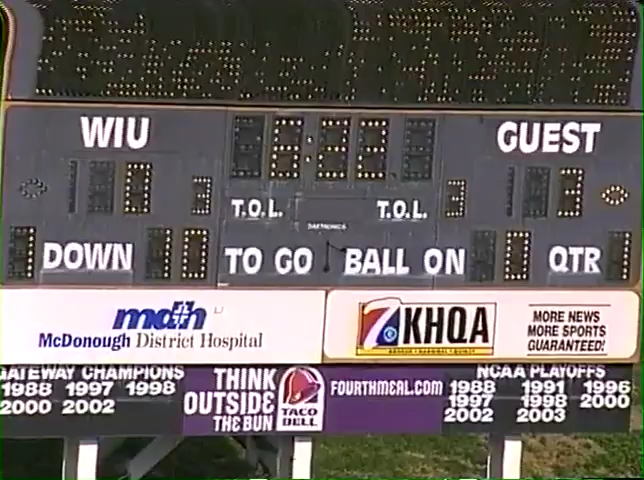 WIU
GUEST
T.O.L.
T.O.L.
DAKTRONICS
DOWN
TO GO
BALL ON
QTR
mdh
McDonough District Hospital
7 KHQA
MORE NEWS
MORE SPORTS
GUARANTEED!
GATEWAY CHAMPIONS
1988 1997 1998
2000 2002
THINK
OUTSIDE
THE BUN
TACO
BELL
FOURTHMEAL.COM
NCAA PLAYOFFS
1988 1991 1996
1997 1998 2000
2002 2003